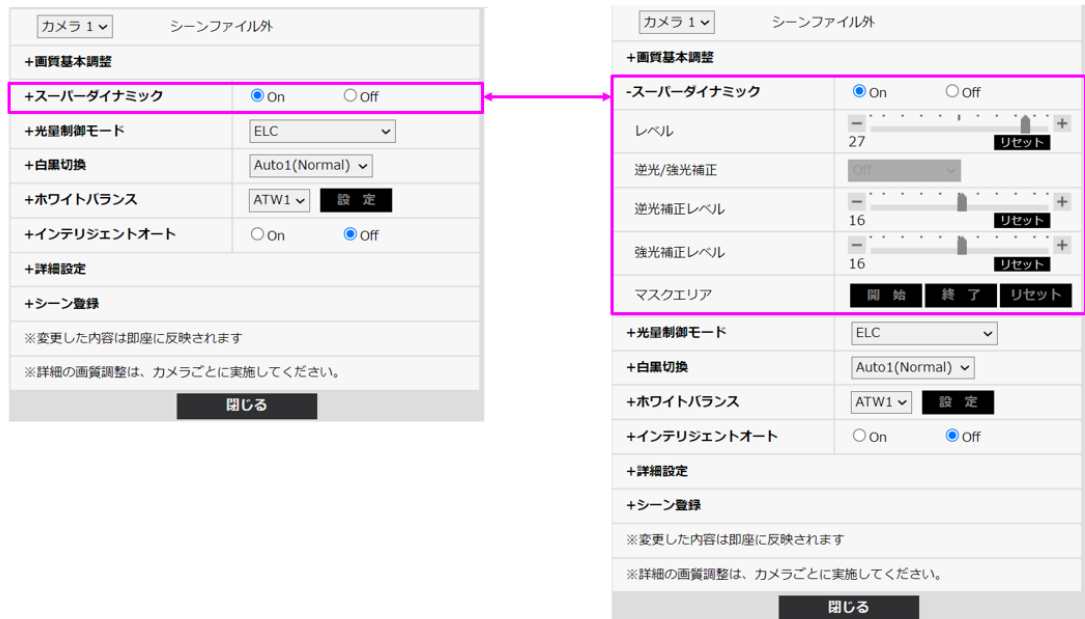 カメラ 1 シーンファイル外
+画質基本調整
+スーパーダイナミック On Off
+光量制御モード ELC
+白黒切換 Auto1(Normal)
+ホワイトバランス ATW1 設 定
+インテリジェントオート On Off
+詳細設定
+シーン登録
※変更した内容は即座に反映されます
※詳細の画質調整は、カメラごとに実施してください。
閉じる
カメラ 1 シーンファイル外
+画質基本調整
-スーパーダイナミック On Off
レベル 27 リセット
逆光/強光補正 Off
逆光補正レベル 16 リセット
強光補正レベル 16 リセット
マスクエリア 開 始 終 了 リセット
+光量制御モード ELC
+白黒切換 Auto1(Normal)
+ホワイトバランス ATW1 設 定
+インテリジェントオート On Off
+詳細設定
+シーン登録
※変更した内容は即座に反映されます
※詳細の画質調整は、カメラごとに実施してください。
閉じる